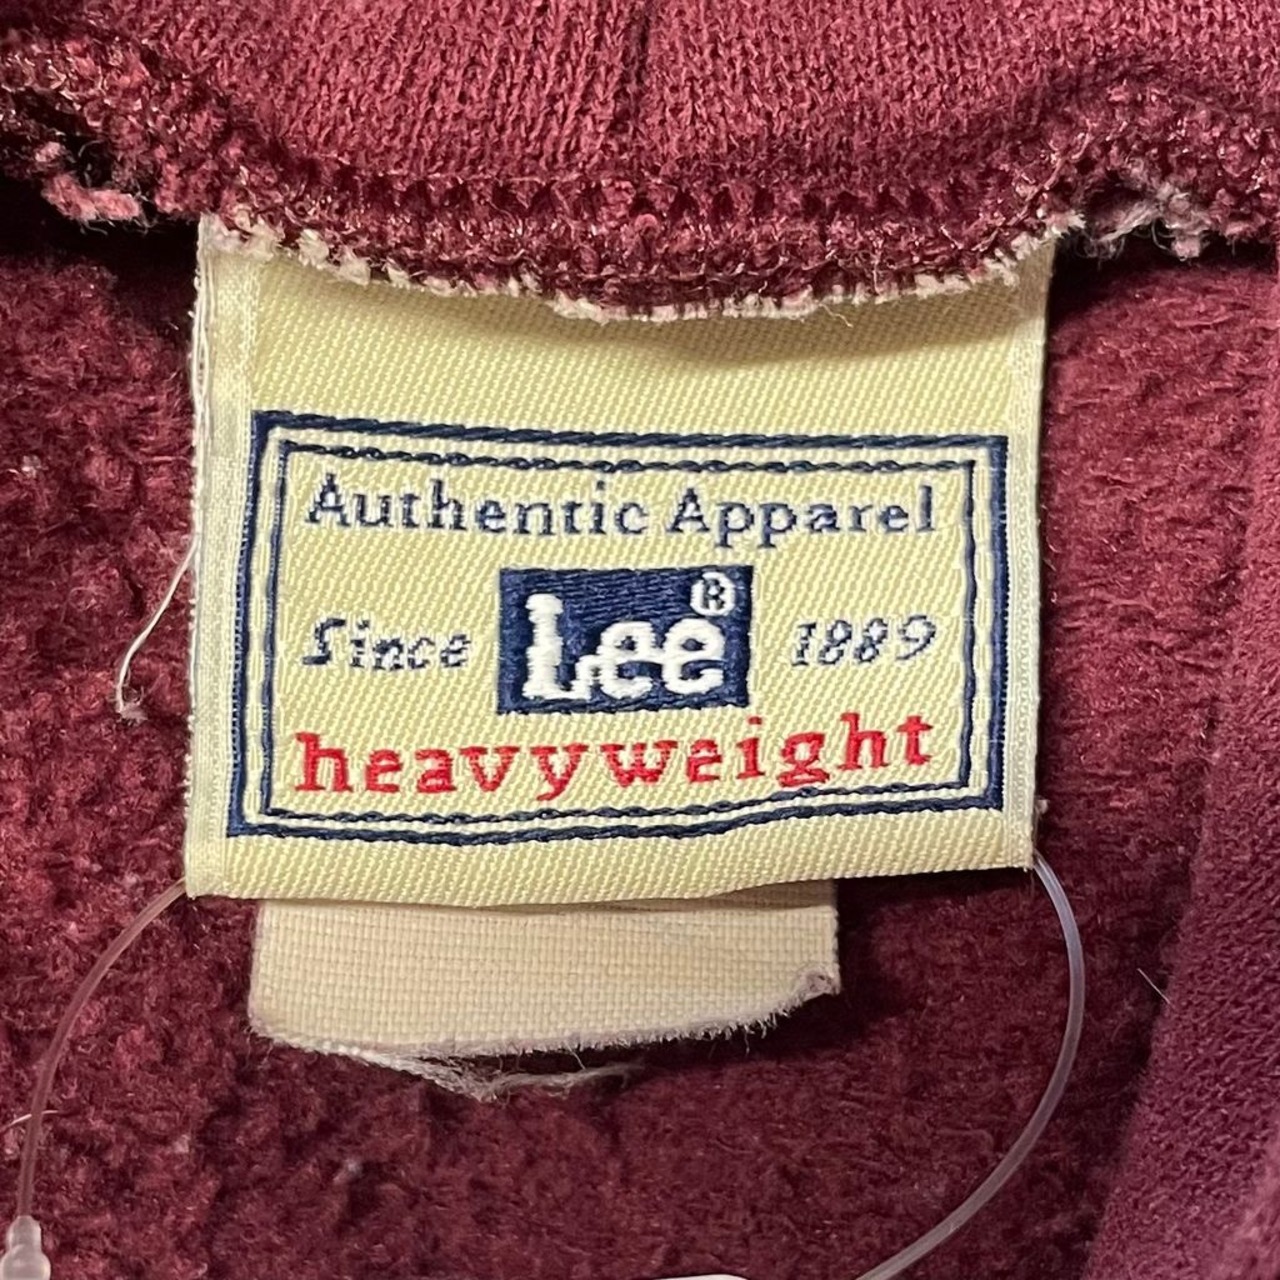 Authentic Apparel
Since Lee® 1889
heavyweight